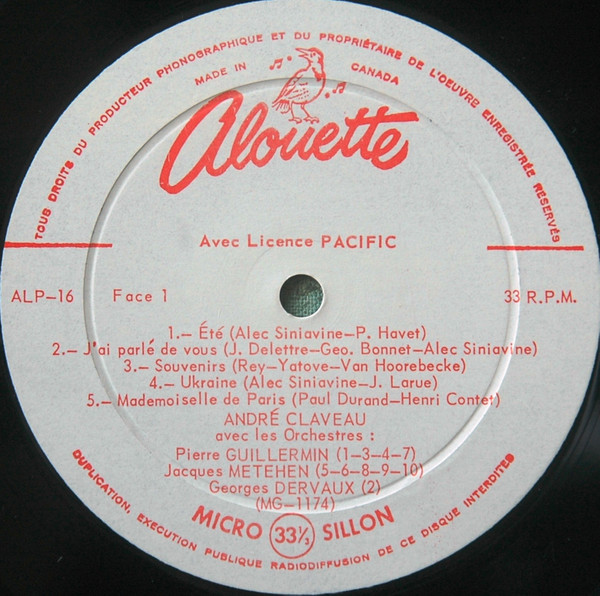 TOUS DROITS DU PRODUCTEUR PHONOGRAPHIQUE ET DU PROPRIÉTAIRE DE L'OEUVRE ENREGISTRÉE RÉSERVÉS
MADE IN CANADA
Alouette
Avec Licence PACIFIC
ALP-16 Face 1 33 R.P.M.
1.- Été (Alec Siniavine-P. Havet)
2.- J'ai parlé de vous (J. Delettre-Geo. Bonnet-Alec Siniavine)
3.- Souvenirs (Rey-Yatove-Van Hoorebecke)
4.- Ukraine (Alec Siniavine-J. Larue)
5.- Mademoiselle de Paris (Paul Durand-Henri Contet)
ANDRÉ CLAVEAU
avec les Orchestres :
Pierre GUILLERMIN (1-3-4-7)
Jacques METEHEN (5-6-8-9-10)
Georges DERVAUX (2)
(MG-1174)
MICRO 33⅓ SILLON
DUPLICATION, EXECUTION PUBLIQUE RADIODIFFUSION DE CE DISQUE INTERDITES